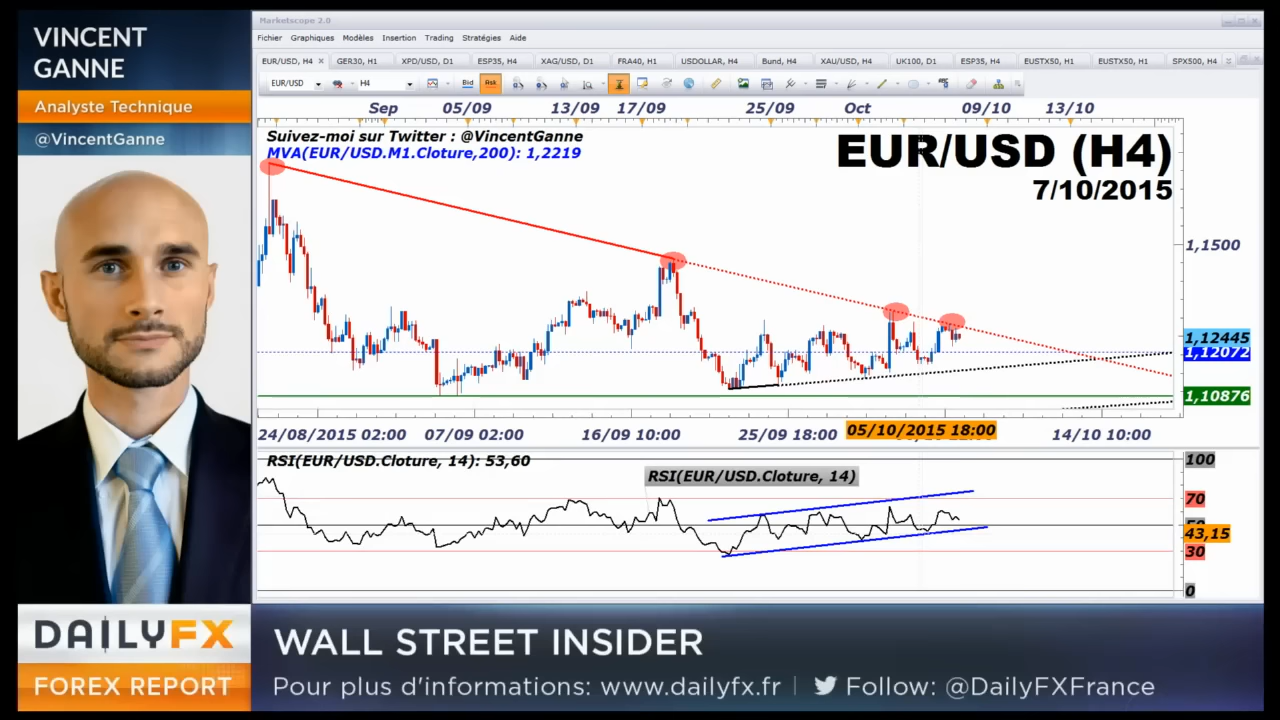 VINCENT
GANNE
Analyste Technique
@VincentGanne
Marketscope 2.0
Fichier Graphiques Modèles Insertion Trading Stratégies Aide
EUR/USD, H4 GER30, H1 XPD/USD, D1 ESP35, H4 XAG/USD, D1 FRA40, H1 USDOLLAR, H4 Bund, H4 XAU/USD, H4 UK100, D1 ESP35, H4 EUSTX50, H1 EUSTX50, H1 SPX500, H4
EUR/USD H4 Bid Ask
Sep 05/09 13/09 17/09 25/09 Oct 09/10 13/10
Suivez-moi sur Twitter : @VincentGanne
MVA(EUR/USD.M1.Cloture,200): 1,2219
EUR/USD (H4)
7/10/2015
1,1500
1,12445
1,12072
1,10876
24/08/2015 02:00 07/09 02:00 16/09 10:00 25/09 18:00 05/10/2015 18:00 14/10 10:00
RSI(EUR/USD.Cloture, 14): 53,60
RSI(EUR/USD.Cloture, 14)
100
70
43,15
30
0
DAILYFX
FOREX REPORT
WALL STREET INSIDER
Pour plus d'informations: www.dailyfx.fr | Follow: @DailyFXFrance